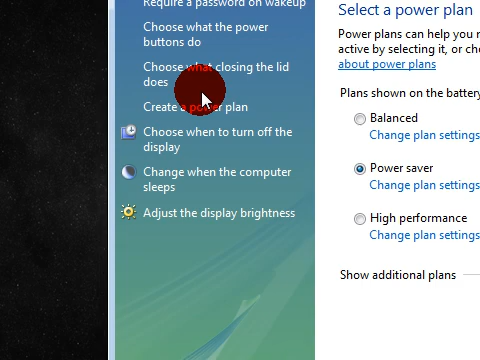 Require a password on wakeup
Choose what the power
buttons do
Choose what closing the lid
does
Create a power plan
Choose when to turn off the
display
Change when the computer
sleeps
Adjust the display brightness
Select a power plan
Power plans can help you
active by selecting it, or
about power plans
Plans shown on the battery
Balanced
Change plan settings
Power saver
Change plan settings
High performance
Change plan settings
Show additional plans